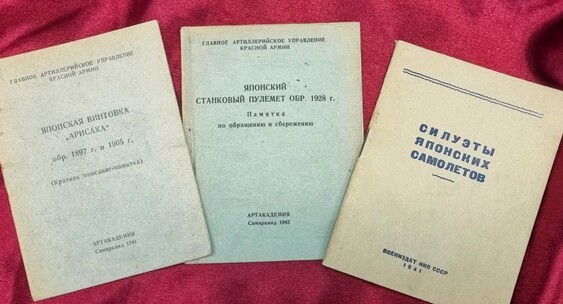 ГЛАВНОЕ АРТИЛЛЕРИЙСКОЕ УПРАВЛЕНИЕ
КРАСНОЙ АРМИИ
ЯПОНСКАЯ ВИНТОВКА
„АРИСАКА"
обр. 1897 г. и 1905 г.
(Краткое описание-памятка)
АРТАКАДЕМИЯ
Самарканд 1941
ГЛАВНОЕ АРТИЛЛЕРИЙСКОЕ УПРАВЛЕНИЕ
КРАСНОЙ АРМИИ
ЯПОНСКИЙ
СТАНКОВЫЙ ПУЛЕМЕТ ОБР. 1928 г.
Памятка
по обращению и сбережению
АРТАКАДЕМИЯ
Самарканд 1942
СИЛУЭТЫ
ЯПОНСКИХ
САМОЛЕТОВ
ВОЕНИЗДАТ НКО СССР
1941